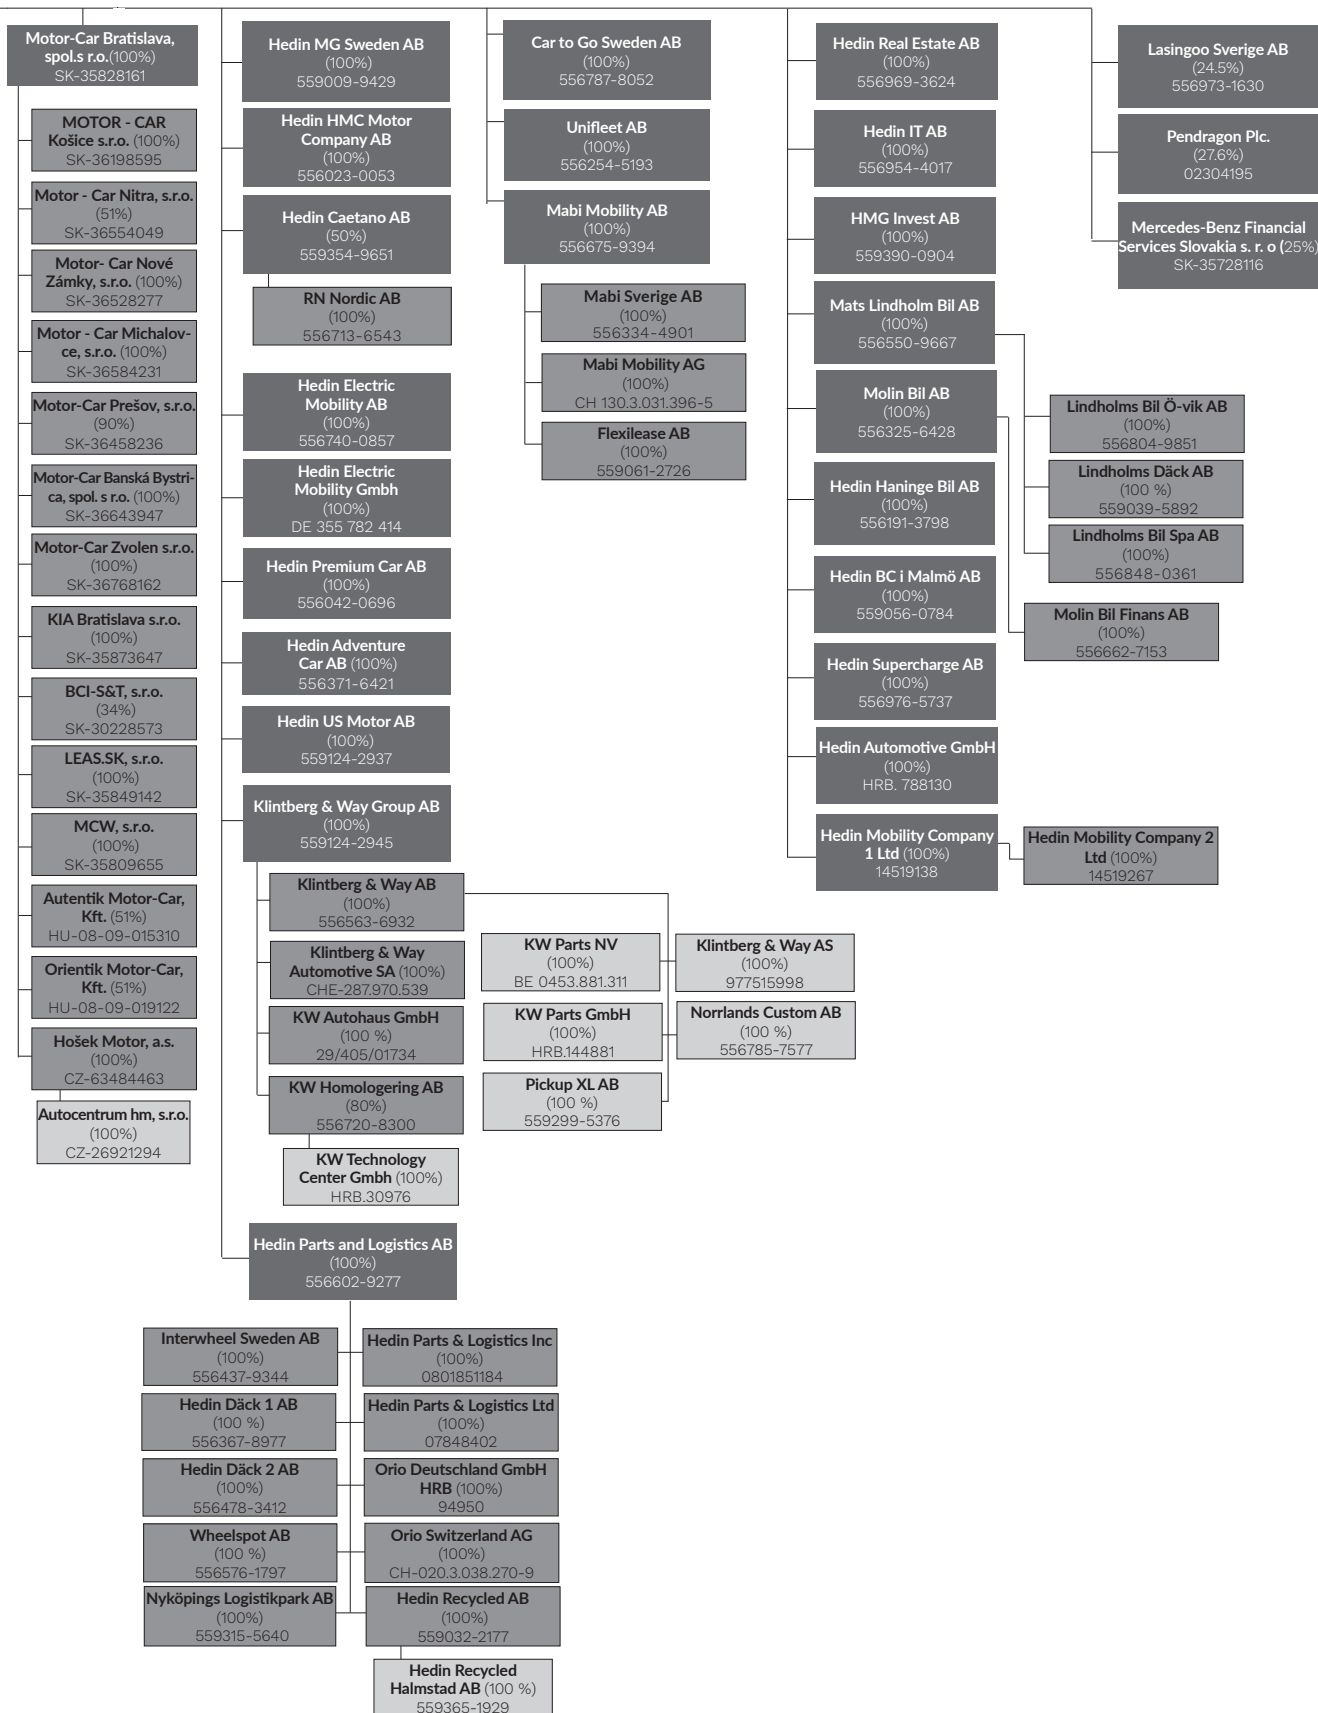 Motor-Car Bratislava,
spol.s r.o.(100%)
SK-35828161
MOTOR - CAR
Košice s.r.o. (100%)
SK-36198595
Motor - Car Nitra, s.r.o.
(51%)
SK-36554049
Motor- Car Nové
Zámky, s.r.o. (100%)
SK-36528277
Motor - Car Michalov-
ce, s.r.o. (100%)
SK-36584231
Motor-Car Prešov, s.r.o.
(90%)
SK-36458236
Motor-Car Banská Bystri-
ca, spol. s r.o. (100%)
SK-36643947
Motor-Car Zvolen s.r.o.
(100%)
SK-36768162
KIA Bratislava s.r.o.
(100%)
SK-35873647
BCI-S&T, s.r.o.
(34%)
SK-30228573
LEAS.SK, s.r.o.
(100%)
SK-35849142
MCW, s.r.o.
(100%)
SK-35809655
Autentik Motor-Car,
Kft. (51%)
HU-08-09-015310
Orientik Motor-Car,
Kft. (51%)
HU-08-09-019122
Hošek Motor, a.s.
(100%)
CZ-63484463
Autocentrum hm, s.r.o.
(100%)
CZ-26921294
Hedin MG Sweden AB
(100%)
559009-9429
Hedin HMC Motor
Company AB
(100%)
556023-0053
Hedin Caetano AB
(50%)
559354-9651
RN Nordic AB
(100%)
556713-6543
Hedin Electric
Mobility AB
(100%)
556740-0857
Hedin Electric
Mobility Gmbh
(100%)
DE 355 782 414
Hedin Premium Car AB
(100%)
556042-0696
Hedin Adventure
Car AB (100%)
556371-6421
Hedin US Motor AB
(100%)
559124-2937
Klintberg & Way Group AB
(100%)
559124-2945
Klintberg & Way AB
(100%)
556563-6932
Klintberg & Way
Automotive SA (100%)
CHE-287.970.539
KW Autohaus GmbH
(100 %)
29/405/01734
KW Homologering AB
(80%)
556720-8300
KW Technology
Center Gmbh (100%)
HRB.30976
KW Parts NV
(100%)
BE 0453.881.311
Klintberg & Way AS
(100%)
977515998
KW Parts GmbH
(100%)
HRB.144881
Norrlands Custom AB
(100 %)
556785-7577
Pickup XL AB
(100 %)
559299-5376
Hedin Parts and Logistics AB
(100%)
556602-9277
Interwheel Sweden AB
(100%)
556437-9344
Hedin Parts & Logistics Inc
(100%)
0801851184
Hedin Däck 1 AB
(100 %)
556367-8977
Hedin Parts & Logistics Ltd
(100%)
07848402
Hedin Däck 2 AB
(100%)
556478-3412
Orio Deutschland GmbH
HRB (100%)
94950
Wheelspot AB
(100 %)
556576-1797
Orio Switzerland AG
(100%)
CH-020.3.038.270-9
Nyköpings Logistikpark AB
(100%)
559315-5640
Hedin Recycled AB
(100%)
559032-2177
Hedin Recycled
Halmstad AB (100 %)
559365-1929
Car to Go Sweden AB
(100%)
556787-8052
Unifleet AB
(100%)
556254-5193
Mabi Mobility AB
(100%)
556675-9394
Mabi Sverige AB
(100%)
556334-4901
Mabi Mobility AG
(100%)
CH 130.3.031.396-5
Flexilease AB
(100%)
559061-2726
Hedin Real Estate AB
(100%)
556969-3624
Hedin IT AB
(100%)
556954-4017
HMG Invest AB
(100%)
559390-0904
Mats Lindholm Bil AB
(100%)
556550-9667
Molin Bil AB
(100%)
556325-6428
Hedin Haninge Bil AB
(100%)
556191-3798
Hedin BC i Malmö AB
(100%)
559056-0784
Hedin Supercharge AB
(100%)
556976-5737
Hedin Automotive GmbH
(100%)
HRB. 788130
Hedin Mobility Company
1 Ltd (100%)
14519138
Hedin Mobility Company 2
Ltd (100%)
14519267
Lindholms Bil Ö-vik AB
(100%)
556804-9851
Lindholms Däck AB
(100 %)
559039-5892
Lindholms Bil Spa AB
(100%)
556848-0361
Molin Bil Finans AB
(100%)
556662-7153
Lasingoo Sverige AB
(24.5%)
556973-1630
Pendragon Plc.
(27.6%)
02304195
Mercedes-Benz Financial
Services Slovakia s. r. o (25%)
SK-35728116